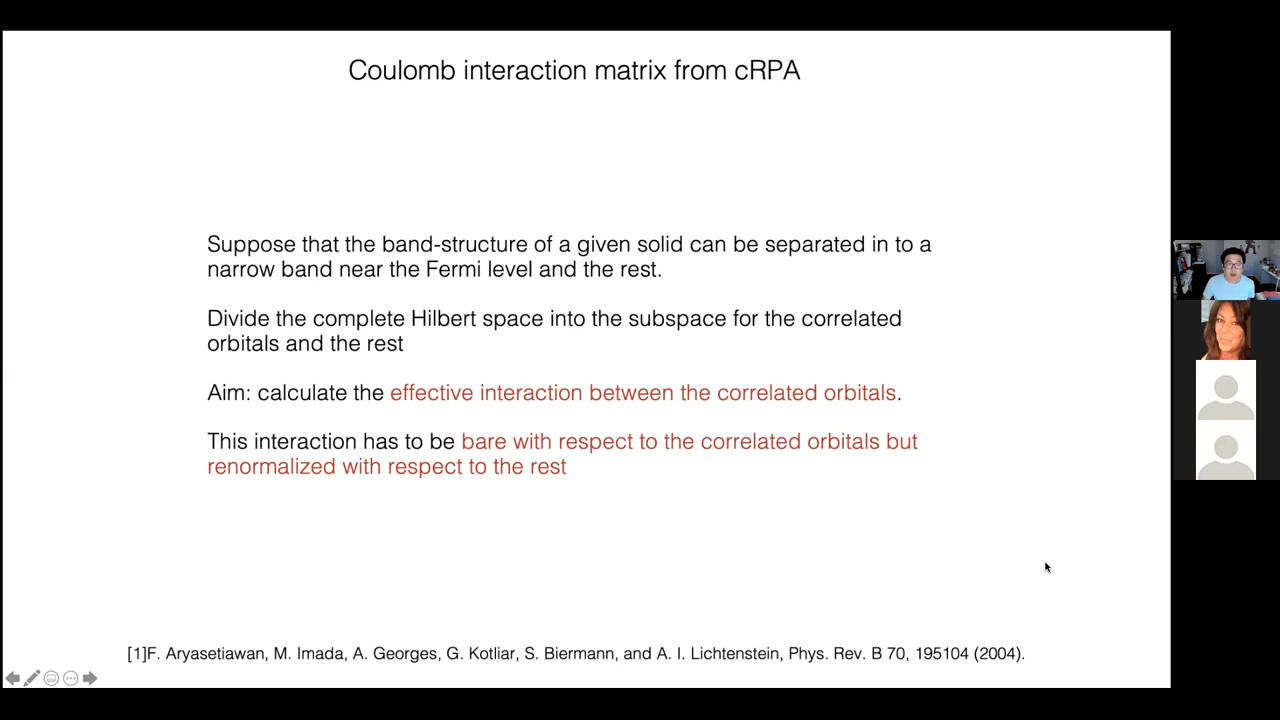 Coulomb interaction matrix from cRPA
Suppose that the band-structure of a given solid can be separated in to a
narrow band near the Fermi level and the rest.
Divide the complete Hilbert space into the subspace for the correlated
orbitals and the rest
Aim: calculate the effective interaction between the correlated orbitals.
This interaction has to be bare with respect to the correlated orbitals but
renormalized with respect to the rest
[1]F. Aryasetiawan, M. Imada, A. Georges, G. Kotliar, S. Biermann, and A. I. Lichtenstein, Phys. Rev. B 70, 195104 (2004).